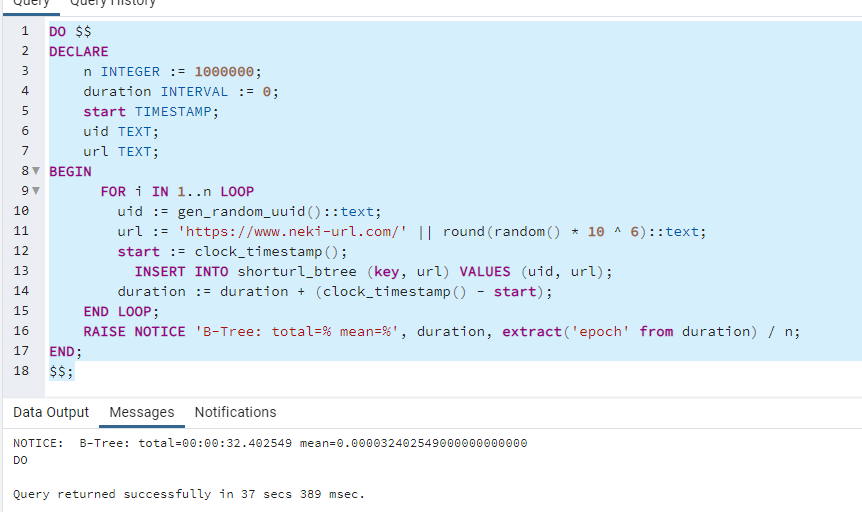 Query Query History
1 DO $$
2 DECLARE
3 n INTEGER := 1000000;
4 duration INTERVAL := 0;
5 start TIMESTAMP;
6 uid TEXT;
7 url TEXT;
8 BEGIN
9 FOR i IN 1..n LOOP
10 uid := gen_random_uuid()::text;
11 url := 'https://www.neki-url.com/' || round(random() * 10 ^ 6)::text;
12 start := clock_timestamp();
13 INSERT INTO shorturl_btree (key, url) VALUES (uid, url);
14 duration := duration + (clock_timestamp() - start);
15 END LOOP;
16 RAISE NOTICE 'B-Tree: total=% mean=%', duration, extract('epoch' from duration) / n;
17 END;
18 $$;
Data Output Messages Notifications
NOTICE: B-Tree: total=00:00:32.402549 mean=0.000032402549000000000000
DO
Query returned successfully in 37 secs 389 msec.